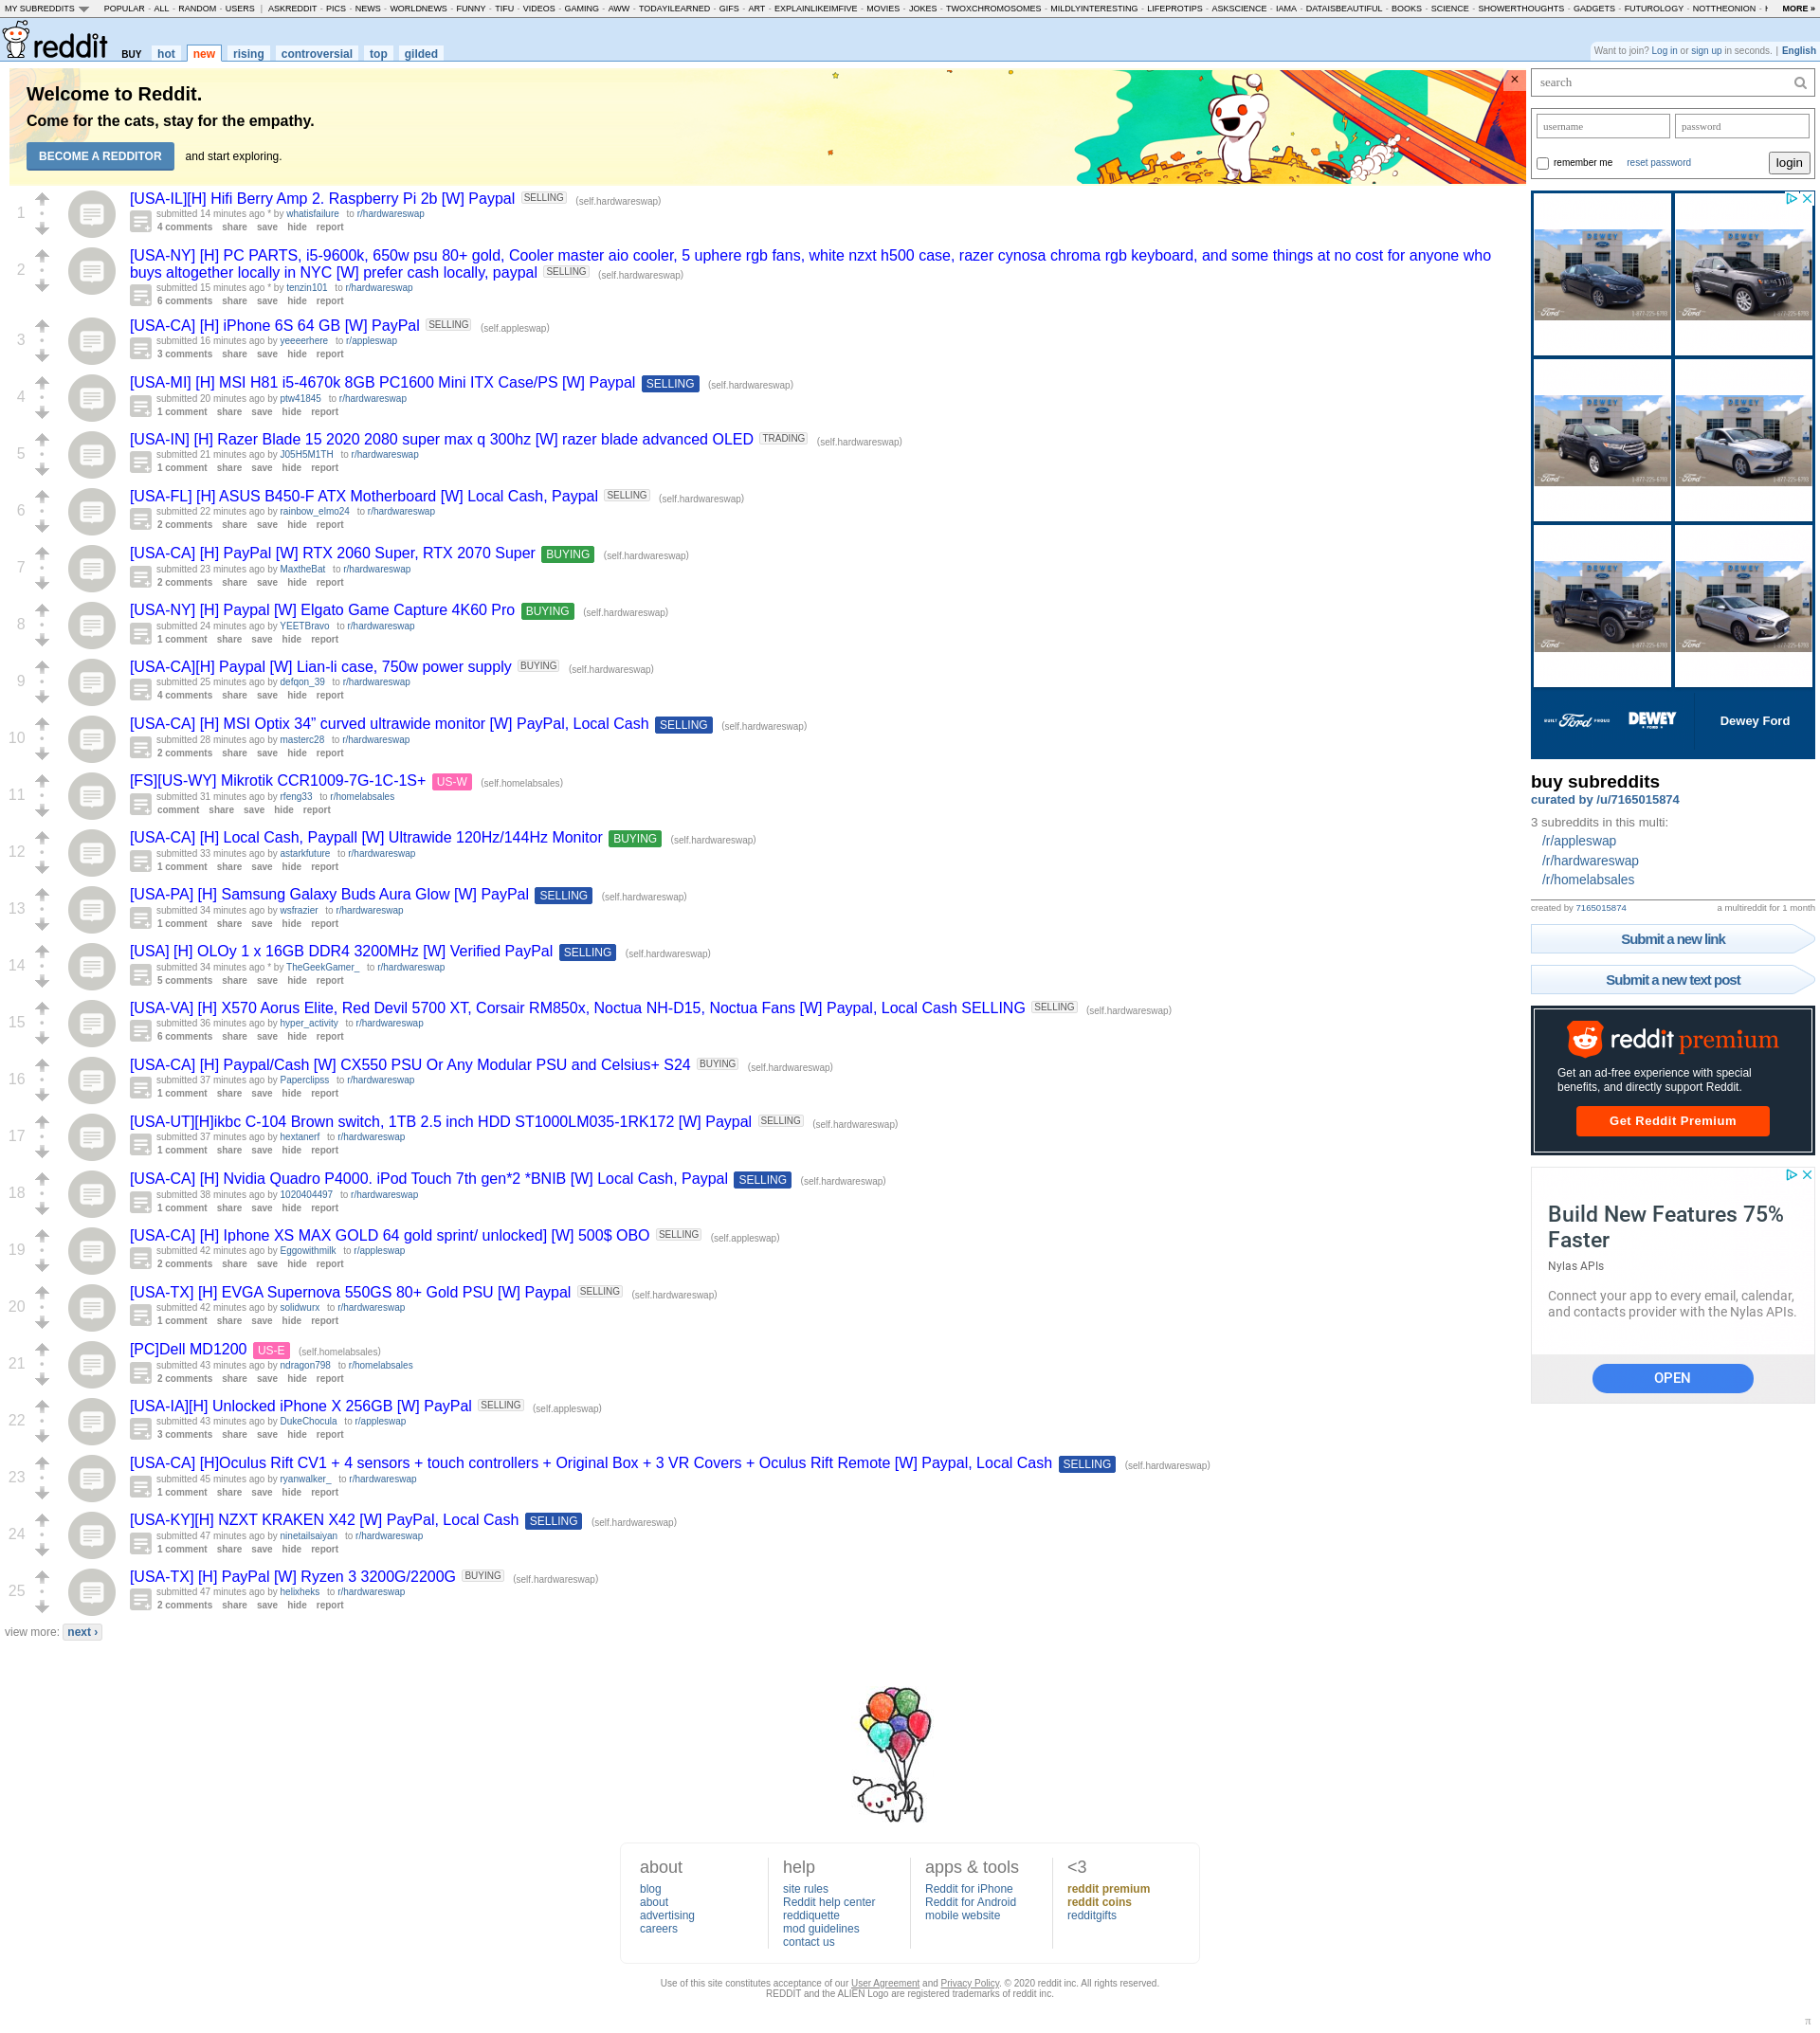 MY SUBREDDITS POPULAR - ALL - RANDOM - USERS | ASKREDDIT - PICS - NEWS - WORLDNEWS - FUNNY - TIFU - VIDEOS - GAMING - AWW - TODAYILEARNED - GIFS - ART - EXPLAINLIKEIMFIVE - MOVIES - JOKES - TWOXCHROMOSOMES - MILDLYINTERESTING - LIFEPROTIPS - ASKSCIENCE - IAMA - DATAISBEAUTIFUL - BOOKS - SCIENCE - SHOWERTHOUGHTS - GADGETS - FUTUROLOGY - NOTTHEONION - MORE »
reddit BUY hot new rising controversial top gilded
Want to join? Log in or sign up in seconds. | English
Welcome to Reddit.
Come for the cats, stay for the empathy.
BECOME A REDDITOR and start exploring.
×
1
[USA-IL][H] Hifi Berry Amp 2. Raspberry Pi 2b [W] Paypal SELLING (self.hardwareswap)
submitted 14 minutes ago * by whatisfailure to r/hardwareswap
4 comments share save hide report
2
[USA-NY] [H] PC PARTS, i5-9600k, 650w psu 80+ gold, Cooler master aio cooler, 5 uphere rgb fans, white nzxt h500 case, razer cynosa chroma rgb keyboard, and some things at no cost for anyone who
buys altogether locally in NYC [W] prefer cash locally, paypal SELLING (self.hardwareswap)
submitted 15 minutes ago * by tenzin101 to r/hardwareswap
6 comments share save hide report
3
[USA-CA] [H] iPhone 6S 64 GB [W] PayPal SELLING (self.appleswap)
submitted 16 minutes ago by yeeeerhere to r/appleswap
3 comments share save hide report
4
[USA-MI] [H] MSI H81 i5-4670k 8GB PC1600 Mini ITX Case/PS [W] Paypal SELLING (self.hardwareswap)
submitted 20 minutes ago by ptw41845 to r/hardwareswap
1 comment share save hide report
5
[USA-IN] [H] Razer Blade 15 2020 2080 super max q 300hz [W] razer blade advanced OLED TRADING (self.hardwareswap)
submitted 21 minutes ago by J05H5M1TH to r/hardwareswap
1 comment share save hide report
6
[USA-FL] [H] ASUS B450-F ATX Motherboard [W] Local Cash, Paypal SELLING (self.hardwareswap)
submitted 22 minutes ago by rainbow_elmo24 to r/hardwareswap
2 comments share save hide report
7
[USA-CA] [H] PayPal [W] RTX 2060 Super, RTX 2070 Super BUYING (self.hardwareswap)
submitted 23 minutes ago by MaxtheBat to r/hardwareswap
2 comments share save hide report
8
[USA-NY] [H] Paypal [W] Elgato Game Capture 4K60 Pro BUYING (self.hardwareswap)
submitted 24 minutes ago by YEETBravo to r/hardwareswap
1 comment share save hide report
9
[USA-CA][H] Paypal [W] Lian-li case, 750w power supply BUYING (self.hardwareswap)
submitted 25 minutes ago by defqon_39 to r/hardwareswap
4 comments share save hide report
10
[USA-CA] [H] MSI Optix 34” curved ultrawide monitor [W] PayPal, Local Cash SELLING (self.hardwareswap)
submitted 28 minutes ago by masterc28 to r/hardwareswap
2 comments share save hide report
11
[FS][US-WY] Mikrotik CCR1009-7G-1C-1S+ US-W (self.homelabsales)
submitted 31 minutes ago by rfeng33 to r/homelabsales
comment share save hide report
12
[USA-CA] [H] Local Cash, Paypall [W] Ultrawide 120Hz/144Hz Monitor BUYING (self.hardwareswap)
submitted 33 minutes ago by astarkfuture to r/hardwareswap
1 comment share save hide report
13
[USA-PA] [H] Samsung Galaxy Buds Aura Glow [W] PayPal SELLING (self.hardwareswap)
submitted 34 minutes ago by wsfrazier to r/hardwareswap
1 comment share save hide report
14
[USA] [H] OLOy 1 x 16GB DDR4 3200MHz [W] Verified PayPal SELLING (self.hardwareswap)
submitted 34 minutes ago * by TheGeekGamer_ to r/hardwareswap
5 comments share save hide report
15
[USA-VA] [H] X570 Aorus Elite, Red Devil 5700 XT, Corsair RM850x, Noctua NH-D15, Noctua Fans [W] Paypal, Local Cash SELLING SELLING (self.hardwareswap)
submitted 36 minutes ago by hyper_activity to r/hardwareswap
6 comments share save hide report
16
[USA-CA] [H] Paypal/Cash [W] CX550 PSU Or Any Modular PSU and Celsius+ S24 BUYING (self.hardwareswap)
submitted 37 minutes ago by Paperclipss to r/hardwareswap
1 comment share save hide report
17
[USA-UT][H]ikbc C-104 Brown switch, 1TB 2.5 inch HDD ST1000LM035-1RK172 [W] Paypal SELLING (self.hardwareswap)
submitted 37 minutes ago by hextanerf to r/hardwareswap
1 comment share save hide report
18
[USA-CA] [H] Nvidia Quadro P4000. iPod Touch 7th gen*2 *BNIB [W] Local Cash, Paypal SELLING (self.hardwareswap)
submitted 38 minutes ago by 1020404497 to r/hardwareswap
1 comment share save hide report
19
[USA-CA] [H] Iphone XS MAX GOLD 64 gold sprint/ unlocked] [W] 500$ OBO SELLING (self.appleswap)
submitted 42 minutes ago by Eggowithmilk to r/appleswap
2 comments share save hide report
20
[USA-TX] [H] EVGA Supernova 550GS 80+ Gold PSU [W] Paypal SELLING (self.hardwareswap)
submitted 42 minutes ago by solidwurx to r/hardwareswap
1 comment share save hide report
21
[PC]Dell MD1200 US-E (self.homelabsales)
submitted 43 minutes ago by ndragon798 to r/homelabsales
2 comments share save hide report
22
[USA-IA][H] Unlocked iPhone X 256GB [W] PayPal SELLING (self.appleswap)
submitted 43 minutes ago by DukeChocula to r/appleswap
3 comments share save hide report
23
[USA-CA] [H]Oculus Rift CV1 + 4 sensors + touch controllers + Original Box + 3 VR Covers + Oculus Rift Remote [W] Paypal, Local Cash SELLING (self.hardwareswap)
submitted 45 minutes ago by ryanwalker_ to r/hardwareswap
1 comment share save hide report
24
[USA-KY][H] NZXT KRAKEN X42 [W] PayPal, Local Cash SELLING (self.hardwareswap)
submitted 47 minutes ago by ninetailsaiyan to r/hardwareswap
1 comment share save hide report
25
[USA-TX] [H] PayPal [W] Ryzen 3 3200G/2200G BUYING (self.hardwareswap)
submitted 47 minutes ago by helixheks to r/hardwareswap
2 comments share save hide report
view more: next ›
search
username password
remember me reset password login
DEWEY DEWEY
Ford 1-877-225-6793 Ford 1-877-225-6793
DEWEY DEWEY
Ford 1-877-225-6793 Ford 1-877-225-6793
DEWEY DEWEY
Ford 1-877-225-6793 Ford 1-877-225-6793
BUILT Ford PROUD DEWEY FORD Dewey Ford
buy subreddits
curated by /u/7165015874
3 subreddits in this multi:
/r/appleswap
/r/hardwareswap
/r/homelabsales
created by 7165015874 a multireddit for 1 month
Submit a new link
Submit a new text post
reddit premium
Get an ad-free experience with special
benefits, and directly support Reddit.
Get Reddit Premium
Build New Features 75%
Faster
Nylas APIs
Connect your app to every email, calendar,
and contacts provider with the Nylas APIs.
OPEN
about
blog
about
advertising
careers
help
site rules
Reddit help center
reddiquette
mod guidelines
contact us
apps & tools
Reddit for iPhone
Reddit for Android
mobile website
<3
reddit premium
reddit coins
redditgifts
Use of this site constitutes acceptance of our User Agreement and Privacy Policy. © 2020 reddit inc. All rights reserved.
REDDIT and the ALIEN Logo are registered trademarks of reddit inc.
π